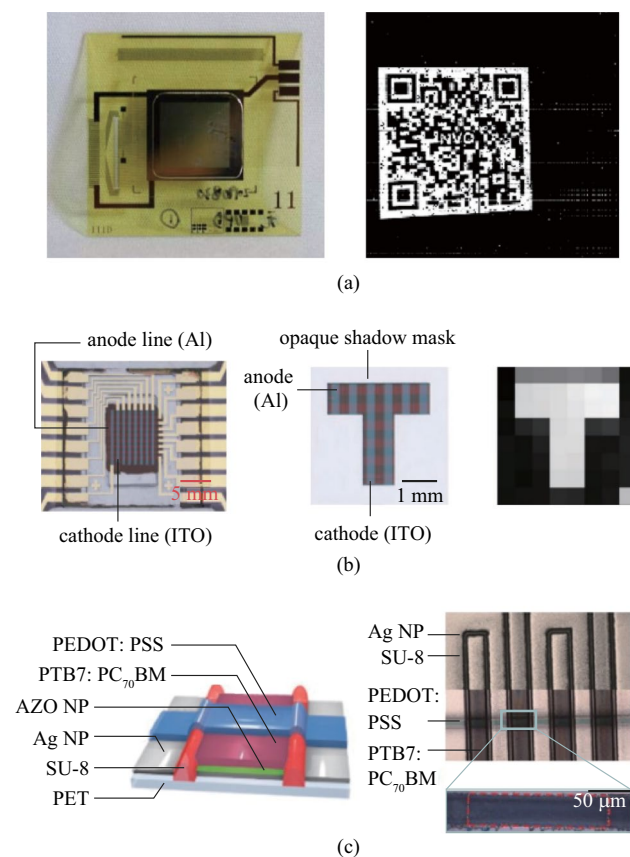 11
111D
NVO
(a)
anode line (Al)
5 mm
cathode line (ITO)
opaque shadow mask
anode
(Al)
1 mm
cathode (ITO)
(b)
PEDOT: PSS
PTB7: PC₇₀BM
AZO NP
Ag NP
SU-8
PET
Ag NP
SU-8
PEDOT:
PSS
PTB7:
PC₇₀BM
50 μm
(c)